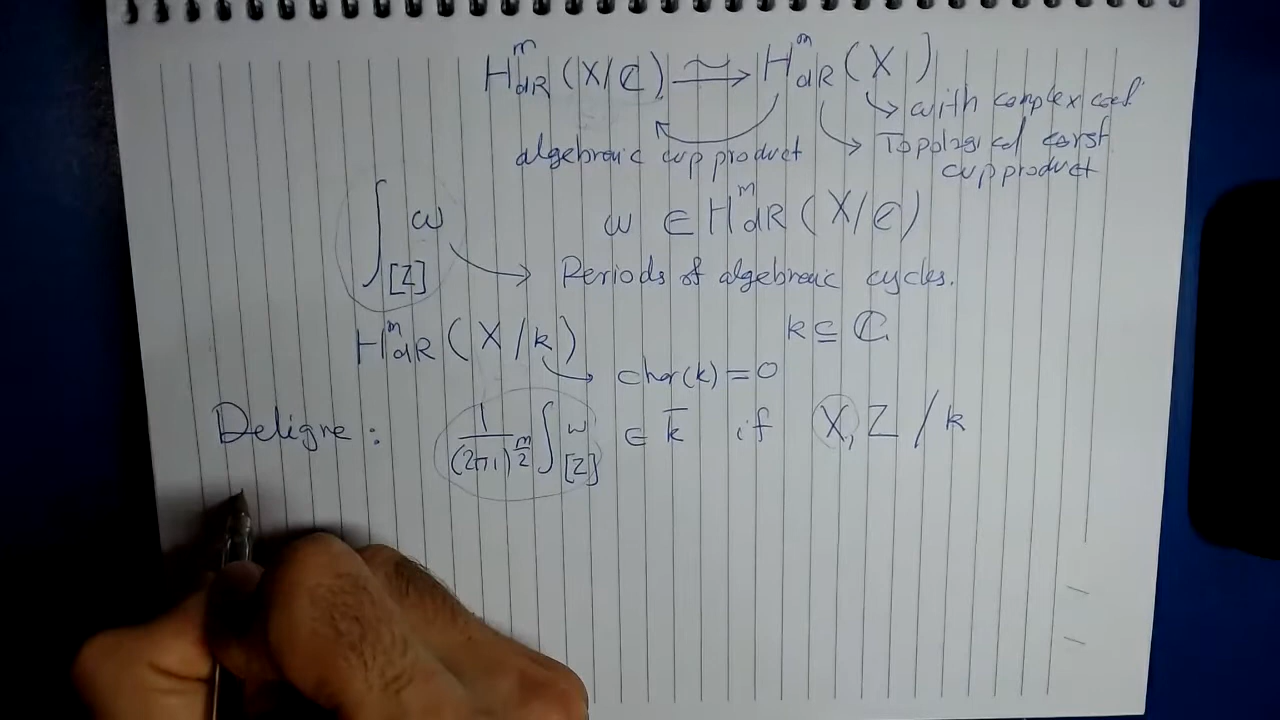 H^m_dR (X/ℂ) ⥲ H^m_dR (X)
↳ with complex coef.
algebraic cup product → Topological const
cup product
∫_[Z] ω ω ∈ H^m_dR (X/ℂ)
→ Periods of algebraic cycles.
H^m_dR (X/k) k ⊆ ℂ
→ char(k) = 0
Deligne : 1/(2πi)^{m/2} ∫_[Z] ω ∈ k̄ if X, Z / k